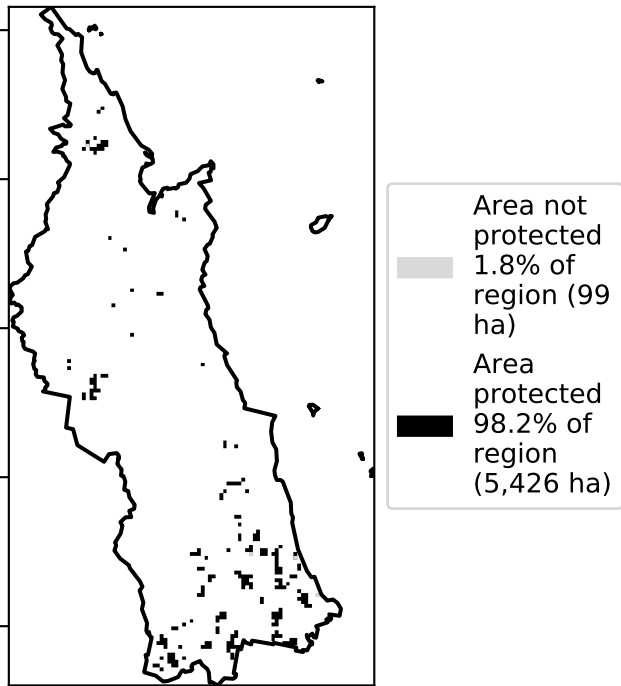 Area not
protected
1.8% of
region (99
ha)
Area
protected
98.2% of
region
(5,426 ha)